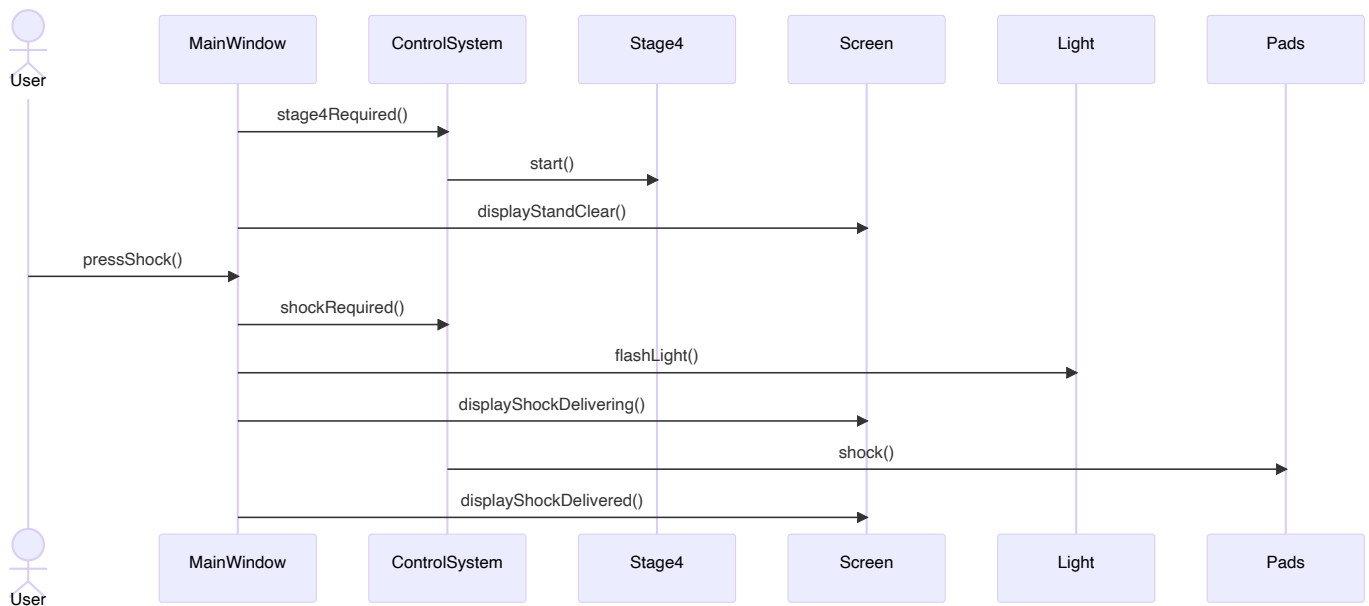 MainWindow
ControlSystem
Stage4
Screen
Light
Pads
User
stage4Required()
start()
displayStandClear()
pressShock()
shockRequired()
flashLight()
displayShockDelivering()
shock()
displayShockDelivered()
MainWindow
ControlSystem
Stage4
Screen
Light
Pads
User